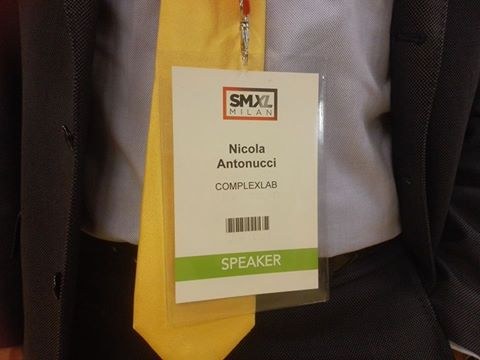 SMXL
MILAN
Nicola
Antonucci
COMPLEXLAB
SPEAKER